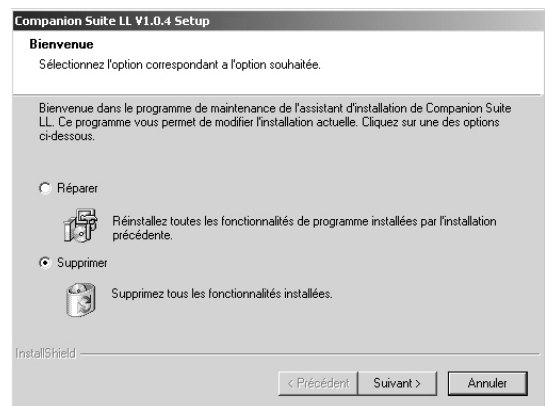 Companion Suite LL V1.0.4 Setup
Bienvenue
Sélectionnez l'option correspondant a l'option souhaitée.
Bienvenue dans le programme de maintenance de l'assistant d'installation de Companion Suite
LL. Ce programme vous permet de modifier l'installation actuelle. Cliquez sur une des options
ci-dessous.
Réparer
Réinstallez toutes les fonctionnalités de programme installées par l'installation
précédente.
Supprimer
Supprimez tous les fonctionnalités installées.
InstallShield
< Précédent
Suivant >
Annuler